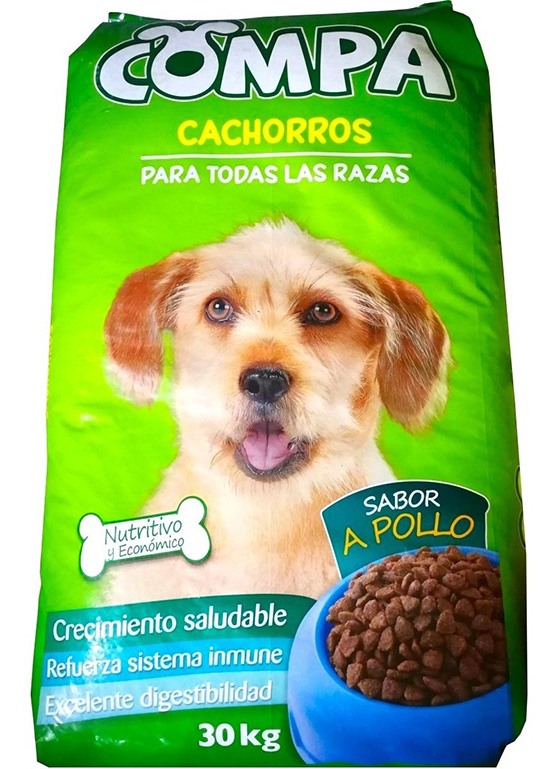 COMPA
CACHORROS
PARA TODAS LAS RAZAS
SABOR
A POLLO
Nutritivo
y Económico
Crecimiento saludable
Refuerza sistema inmune
Excelente digestibilidad
30 kg